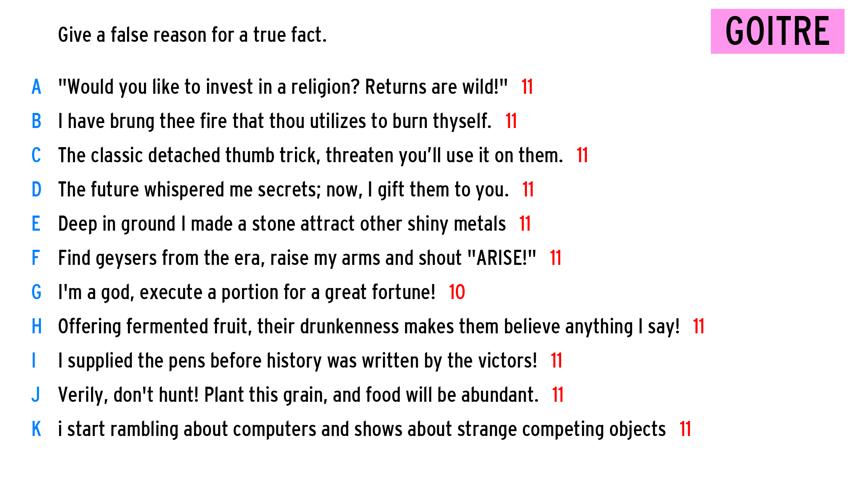 Give a false reason for a true fact.
GOITRE
A "Would you like to invest in a religion? Returns are wild!" 11
B I have brung thee fire that thou utilizes to burn thyself. 11
C The classic detached thumb trick, threaten you'll use it on them. 11
D The future whispered me secrets; now, I gift them to you. 11
E Deep in ground I made a stone attract other shiny metals 11
F Find geysers from the era, raise my arms and shout "ARISE!" 11
G I'm a god, execute a portion for a great fortune! 10
H Offering fermented fruit, their drunkenness makes them believe anything I say! 11
I I supplied the pens before history was written by the victors! 11
J Verily, don't hunt! Plant this grain, and food will be abundant. 11
K i start rambling about computers and shows about strange competing objects 11